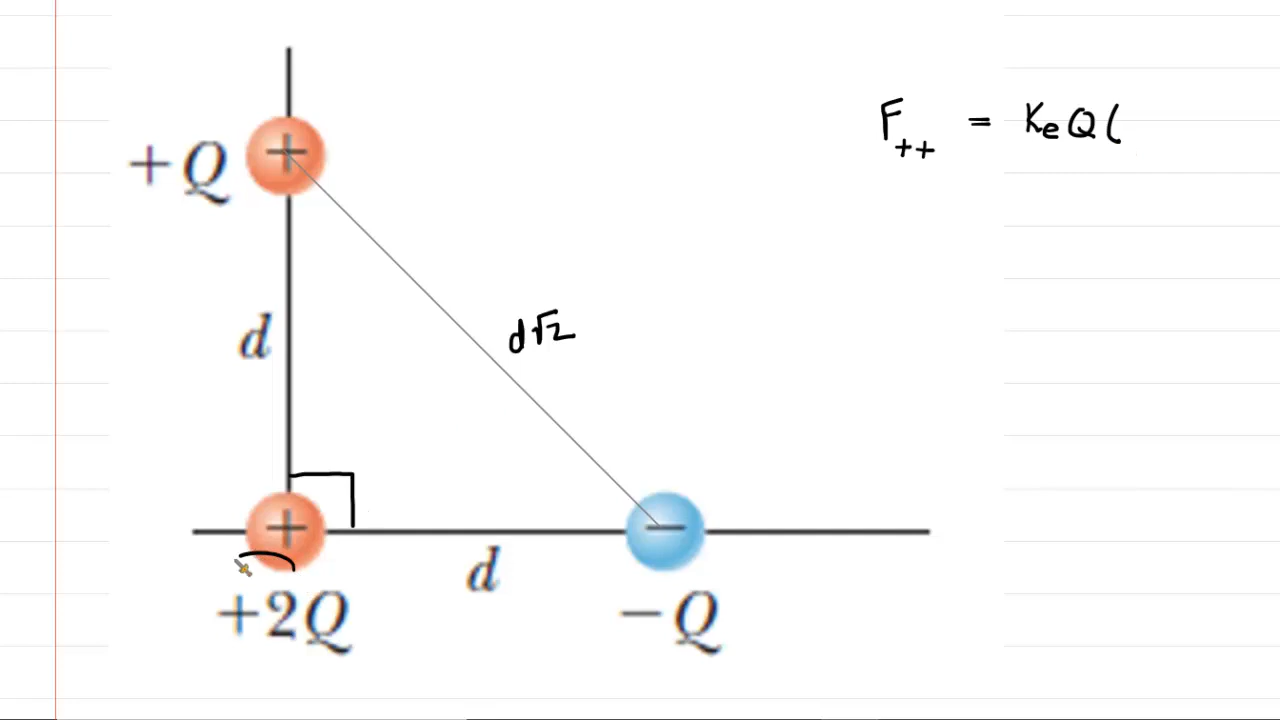 F++ = KeQ(
+
+Q
d√2
d
+
−
d
+2Q
−Q